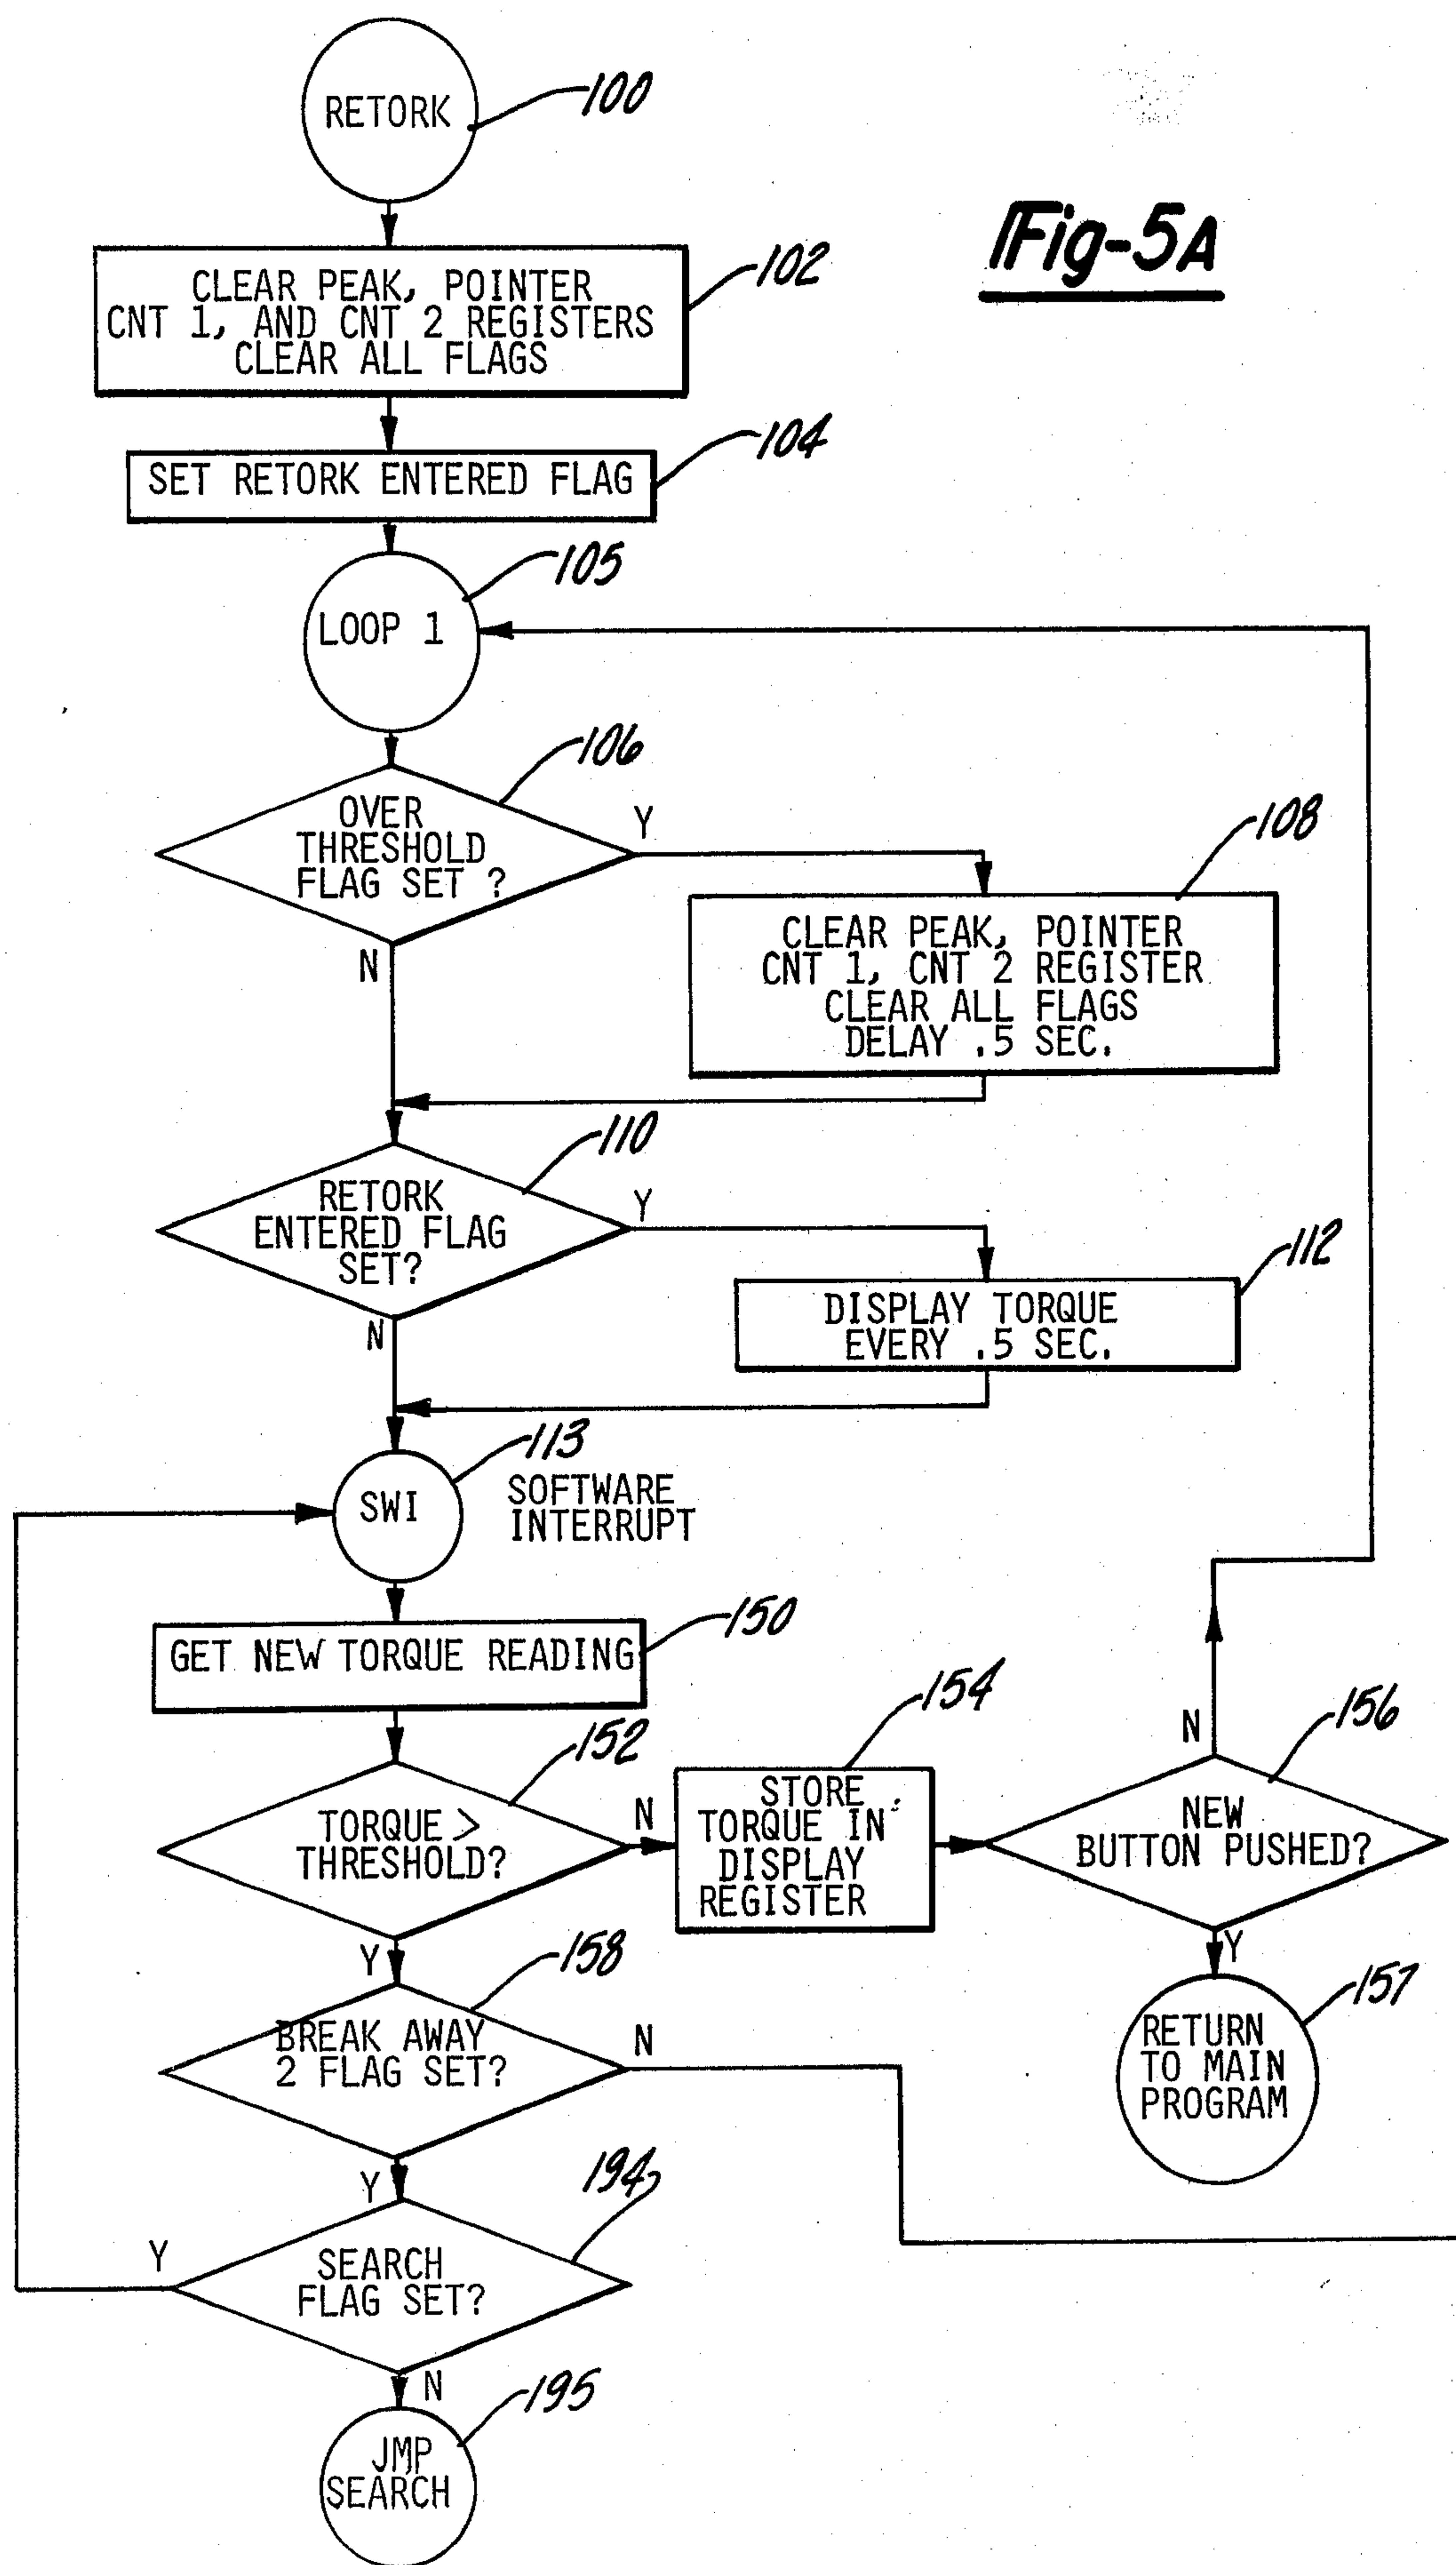 RETORK
100
Fig-5A
CLEAR PEAK, POINTER
CNT 1, AND CNT 2 REGISTERS
CLEAR ALL FLAGS
102
SET RETORK ENTERED FLAG
104
LOOP 1
105
OVER
THRESHOLD
FLAG SET ?
106
Y
N
CLEAR PEAK, POINTER
CNT 1, CNT 2 REGISTER
CLEAR ALL FLAGS
DELAY .5 SEC.
108
RETORK
ENTERED FLAG
SET?
110
Y
N
DISPLAY TORQUE
EVERY .5 SEC.
112
SWI
113
SOFTWARE
INTERRUPT
GET NEW TORQUE READING
150
TORQUE >
THRESHOLD?
152
N
Y
STORE
TORQUE IN
DISPLAY
REGISTER
154
NEW
BUTTON PUSHED?
156
N
Y
RETURN
TO MAIN
PROGRAM
157
BREAK AWAY
2 FLAG SET?
158
N
Y
SEARCH
FLAG SET?
194
Y
N
JMP
SEARCH
195